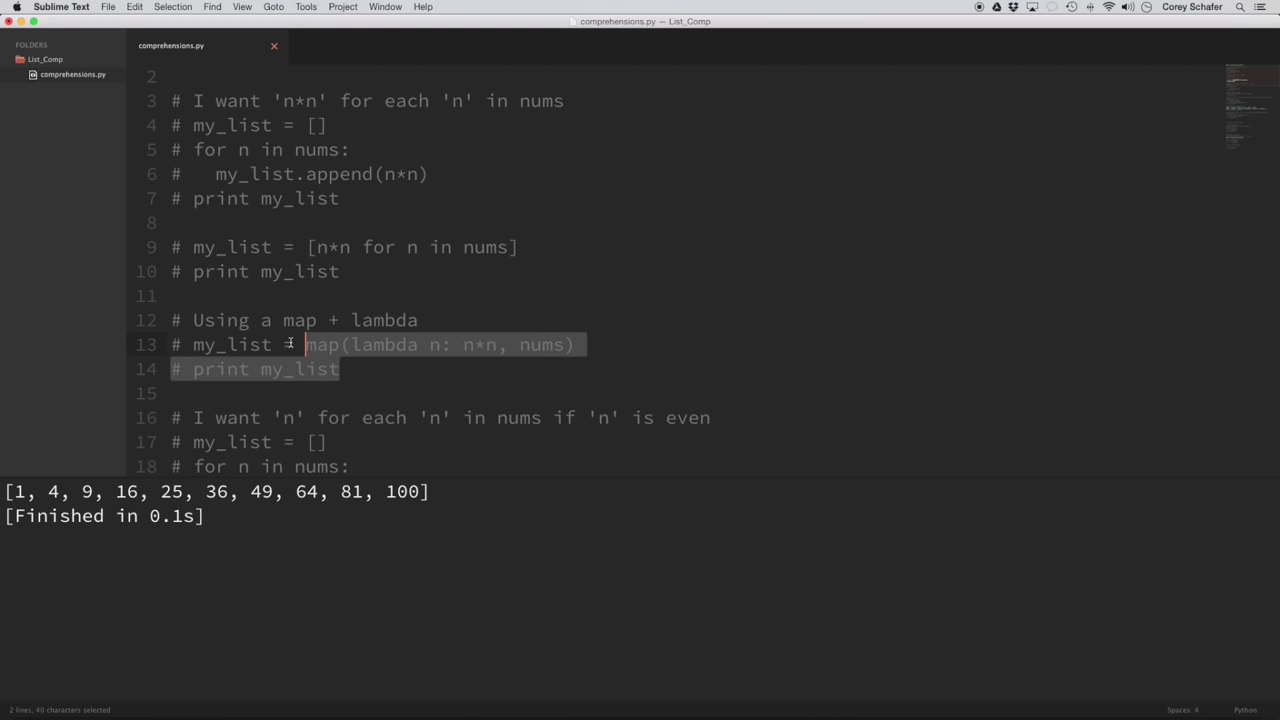 Sublime Text File Edit Selection Find View Goto Tools Project Window Help Corey Schafer
comprehensions.py — List_Comp
FOLDERS
List_Comp
comprehensions.py
comprehensions.py
2
3 # I want 'n*n' for each 'n' in nums
4 # my_list = []
5 # for n in nums:
6 #   my_list.append(n*n)
7 # print my_list
8
9 # my_list = [n*n for n in nums]
10 # print my_list
11
12 # Using a map + lambda
13 # my_list = map(lambda n: n*n, nums)
14 # print my_list
15
16 # I want 'n' for each 'n' in nums if 'n' is even
17 # my_list = []
18 # for n in nums:
[1, 4, 9, 16, 25, 36, 49, 64, 81, 100]
[Finished in 0.1s]
2 lines, 40 characters selected Spaces: 4 Python